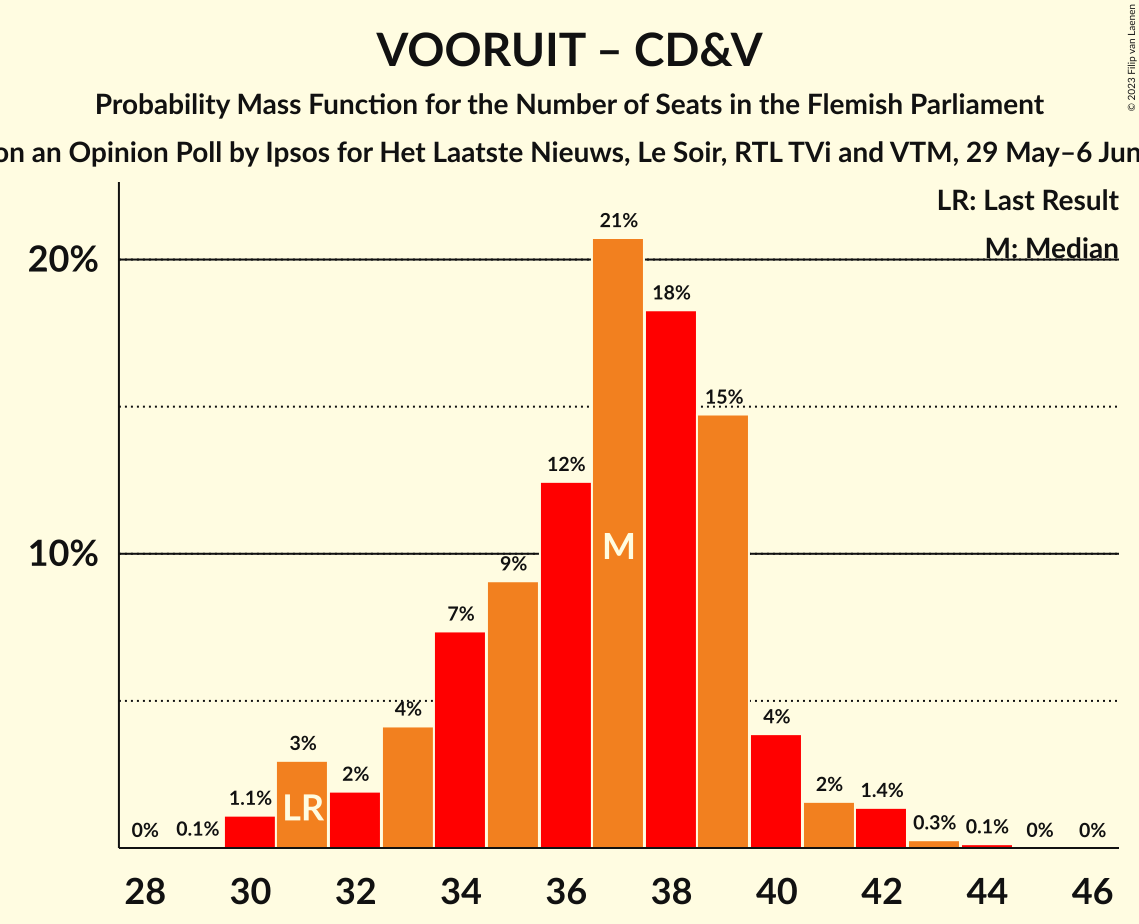 VOORUIT – CD&V
Probability Mass Function for the Number of Seats in the Flemish Parliament
on an Opinion Poll by Ipsos for Het Laatste Nieuws, Le Soir, RTL TVi and VTM, 29 May–6 Jun
© 2023 Filip van Laenen
LR: Last Result
M: Median
20%
10%
0%
0.1%
1.1%
3%
2%
4%
7%
9%
12%
21%
18%
15%
4%
2%
1.4%
0.3%
0.1%
0%
0%
LR
M
28 30 32 34 36 38 40 42 44 46